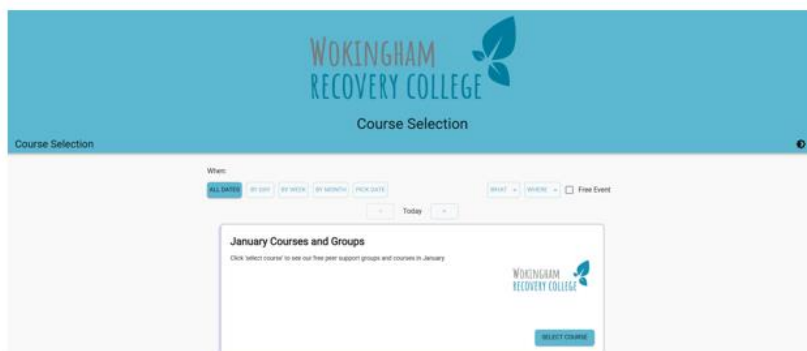 WOKINGHAM
RECOVERY COLLEGE
Course Selection
Course Selection
When:
ALL DATES BY DAY BY WEEK BY MONTH PICK DATE WHAT WHERE Free Event
Today
January Courses and Groups
Click 'select course' to see our free peer support groups and courses in January
WOKINGHAM
RECOVERY COLLEGE
SELECT COURSE